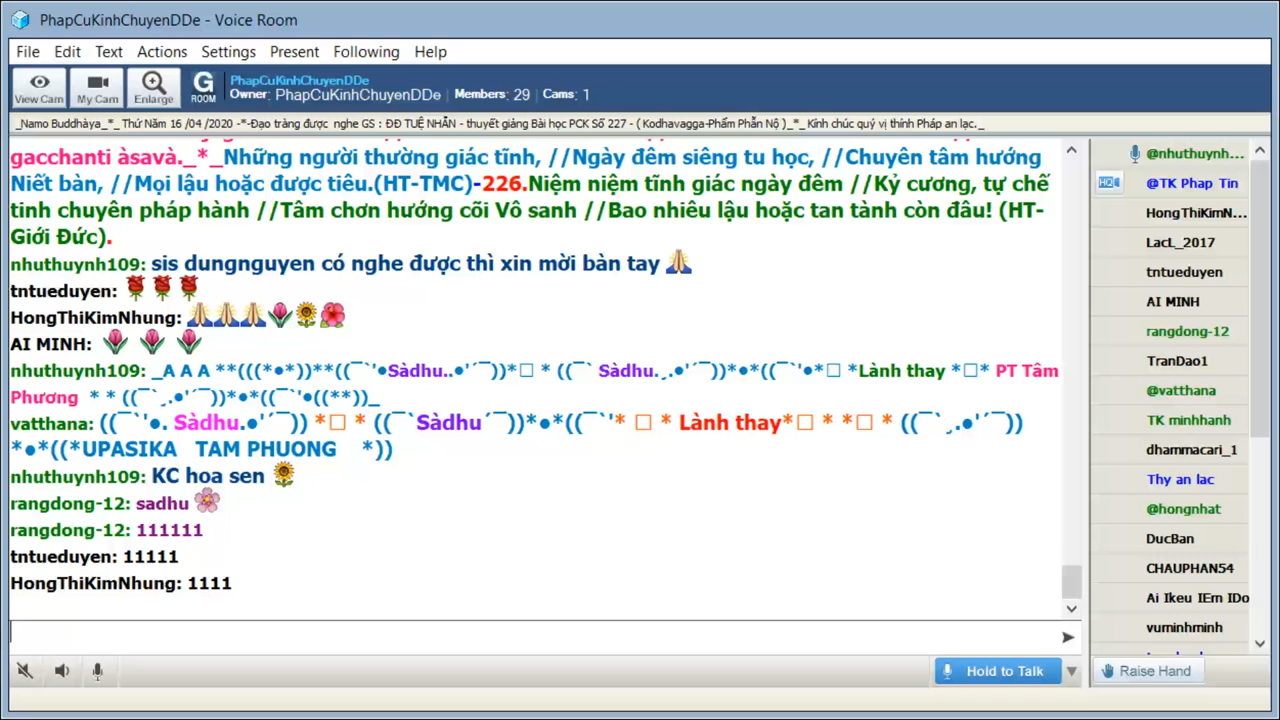 PhapCuKinhChuyenDDe - Voice Room
File Edit Text Actions Settings Present Following Help
View Cam My Cam Enlarge G ROOM
PhapCuKinhChuyenDDe
Owner: PhapCuKinhChuyenDDe Members: 29 Cams: 1
_Namo Buddhàya_*_ Thứ Năm 16 /04 /2020 -*-Đạo tràng được nghe GS : ĐĐ TUỆ NHẪN - thuyết giảng Bài học PCK Số 227 - ( Kodhavagga-Phẩm Phẫn Nộ )_*_ Kính chúc quý vị thính Pháp an lạc._
gacchanti àsavà._*_Những người thường giác tỉnh, //Ngày đêm siêng tu học, //Chuyên tâm hướng
Niết bàn, //Mọi lậu hoặc được tiêu.(HT-TMC)-226.Niệm niệm tĩnh giác ngày đêm //Kỷ cương, tự chế
tinh chuyên pháp hành //Tâm chơn hướng cõi Vô sanh //Bao nhiêu lậu hoặc tan tành còn đâu! (HT-
Giới Đức).
nhuthuynh109: sis dungnguyen có nghe được thì xin mời bàn tay 🙏
tntueduyen: 🌹 🌹 🌹
HongThiKimNhung: 🙏🙏🙏🌷🌻🌺
AI MINH: 🌷 🌷 🌷
nhuthuynh109: _A A A **(((*●*))**((¯`'●Sàdhu..●'´¯))*□ * ((¯` Sàdhu.¸.●'´¯))*●*((¯`'●*□ *Lành thay *□* PT Tâm
Phương * * ((¯`¸.●'´¯))*●*((¯`'●((**))_
vatthana: ((¯`'●. Sàdhu.●'´¯)) *□ * ((¯`Sàdhu´¯))*●*((¯`'* □ * Lành thay*□ * *□ * ((¯`¸.●'´¯))
*●*((*UPASIKA TAM PHUONG *))
nhuthuynh109: KC hoa sen 🌻
rangdong-12: sadhu 🌸
rangdong-12: 111111
tntueduyen: 11111
HongThiKimNhung: 1111
Hold to Talk
@nhuthuynh...
HQ @TK Phap Tin
HongThiKimN...
LacL_2017
tntueduyen
AI MINH
rangdong-12
TranDao1
@vatthana
TK minhhanh
dhammacari_1
Thy an lac
@hongnhat
DucBan
CHAUPHAN54
Ai Ikeu IEm IDo
vuminhminh
Raise Hand